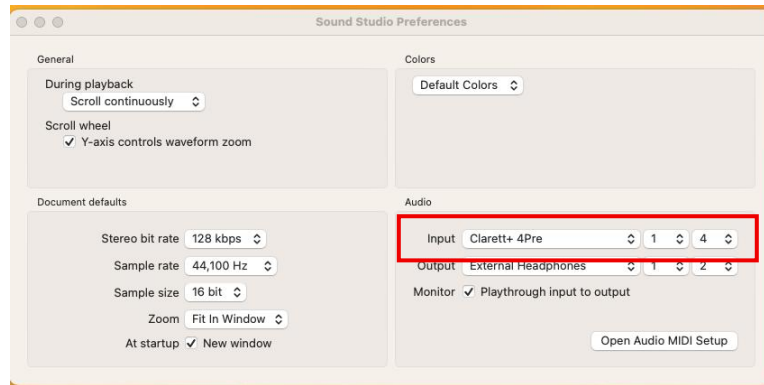 Sound Studio Preferences
General
During playback
Scroll continuously
Scroll wheel
Y-axis controls waveform zoom
Colors
Default Colors
Document defaults
Stereo bit rate 128 kbps
Sample rate 44,100 Hz
Sample size 16 bit
Zoom Fit In Window
At startup New window
Audio
Input Clarett+ 4Pre 1 4
Output External Headphones 1 2
Monitor Playthrough input to output
Open Audio MIDI Setup